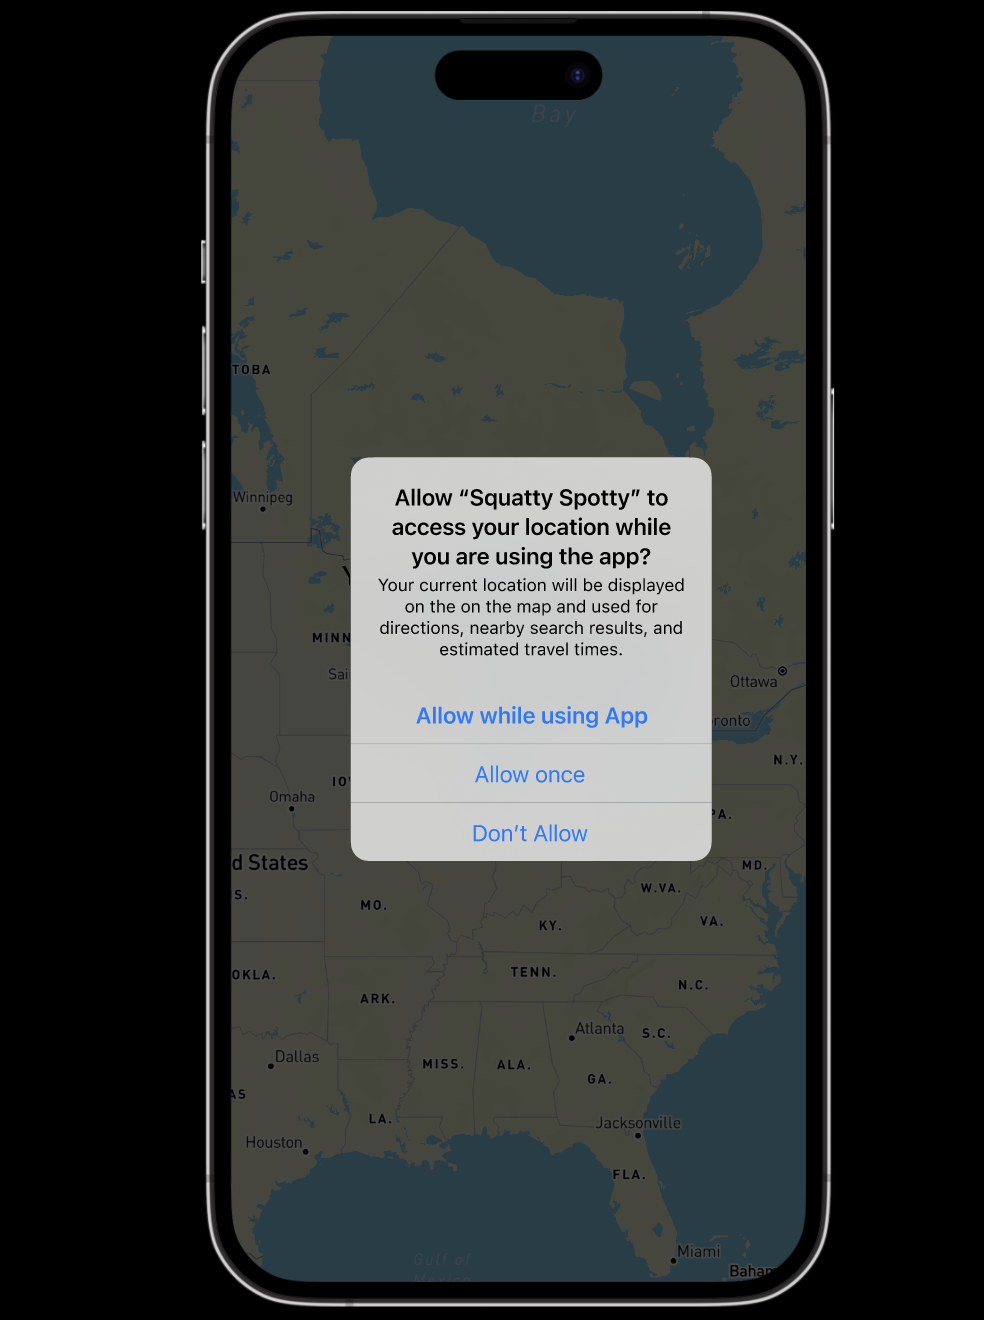 Bay
TOBA
Winnipeg
Allow “Squatty Spotty” to
access your location while
you are using the app?
Your current location will be displayed
on the on the map and used for
directions, nearby search results, and
estimated travel times.
MINN
Sai
Ottawa
ronto
Allow while using App
N.Y.
Allow once
IO
Omaha
PA.
Don’t Allow
d States
MD.
S.
W.VA.
MO.
VA.
KY.
OKLA.
TENN.
N.C.
ARK.
Atlanta
S.C.
Dallas
MISS.
ALA.
GA.
AS
LA.
Jacksonville
Houston
FLA.
Miami
Gulf of
Mexico
Baham